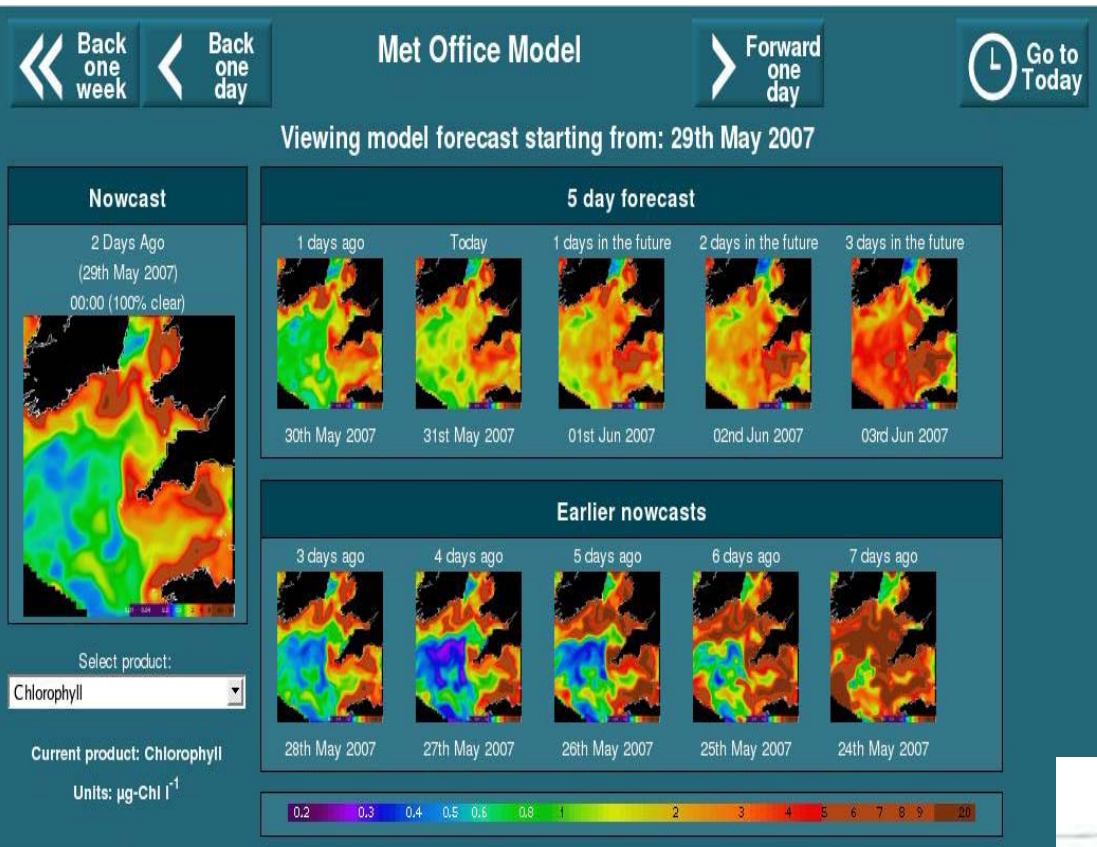 Back
one
week
Back
one
day
Met Office Model
Forward
one
day
Go to
Today
Viewing model forecast starting from: 29th May 2007
Nowcast
2 Days Ago
(29th May 2007)
00:00 (100% clear)
Select product:
Chlorophyll
Current product: Chlorophyll
Units: µg-Chl l⁻¹
5 day forecast
1 days ago Today 1 days in the future 2 days in the future 3 days in the future
30th May 2007 31st May 2007 01st Jun 2007 02nd Jun 2007 03rd Jun 2007
Earlier nowcasts
3 days ago 4 days ago 5 days ago 6 days ago 7 days ago
28th May 2007 27th May 2007 26th May 2007 25th May 2007 24th May 2007
0.2 0.3 0.4 0.5 0.6 0.8 1 2 3 4 5 6 7 8 9 20